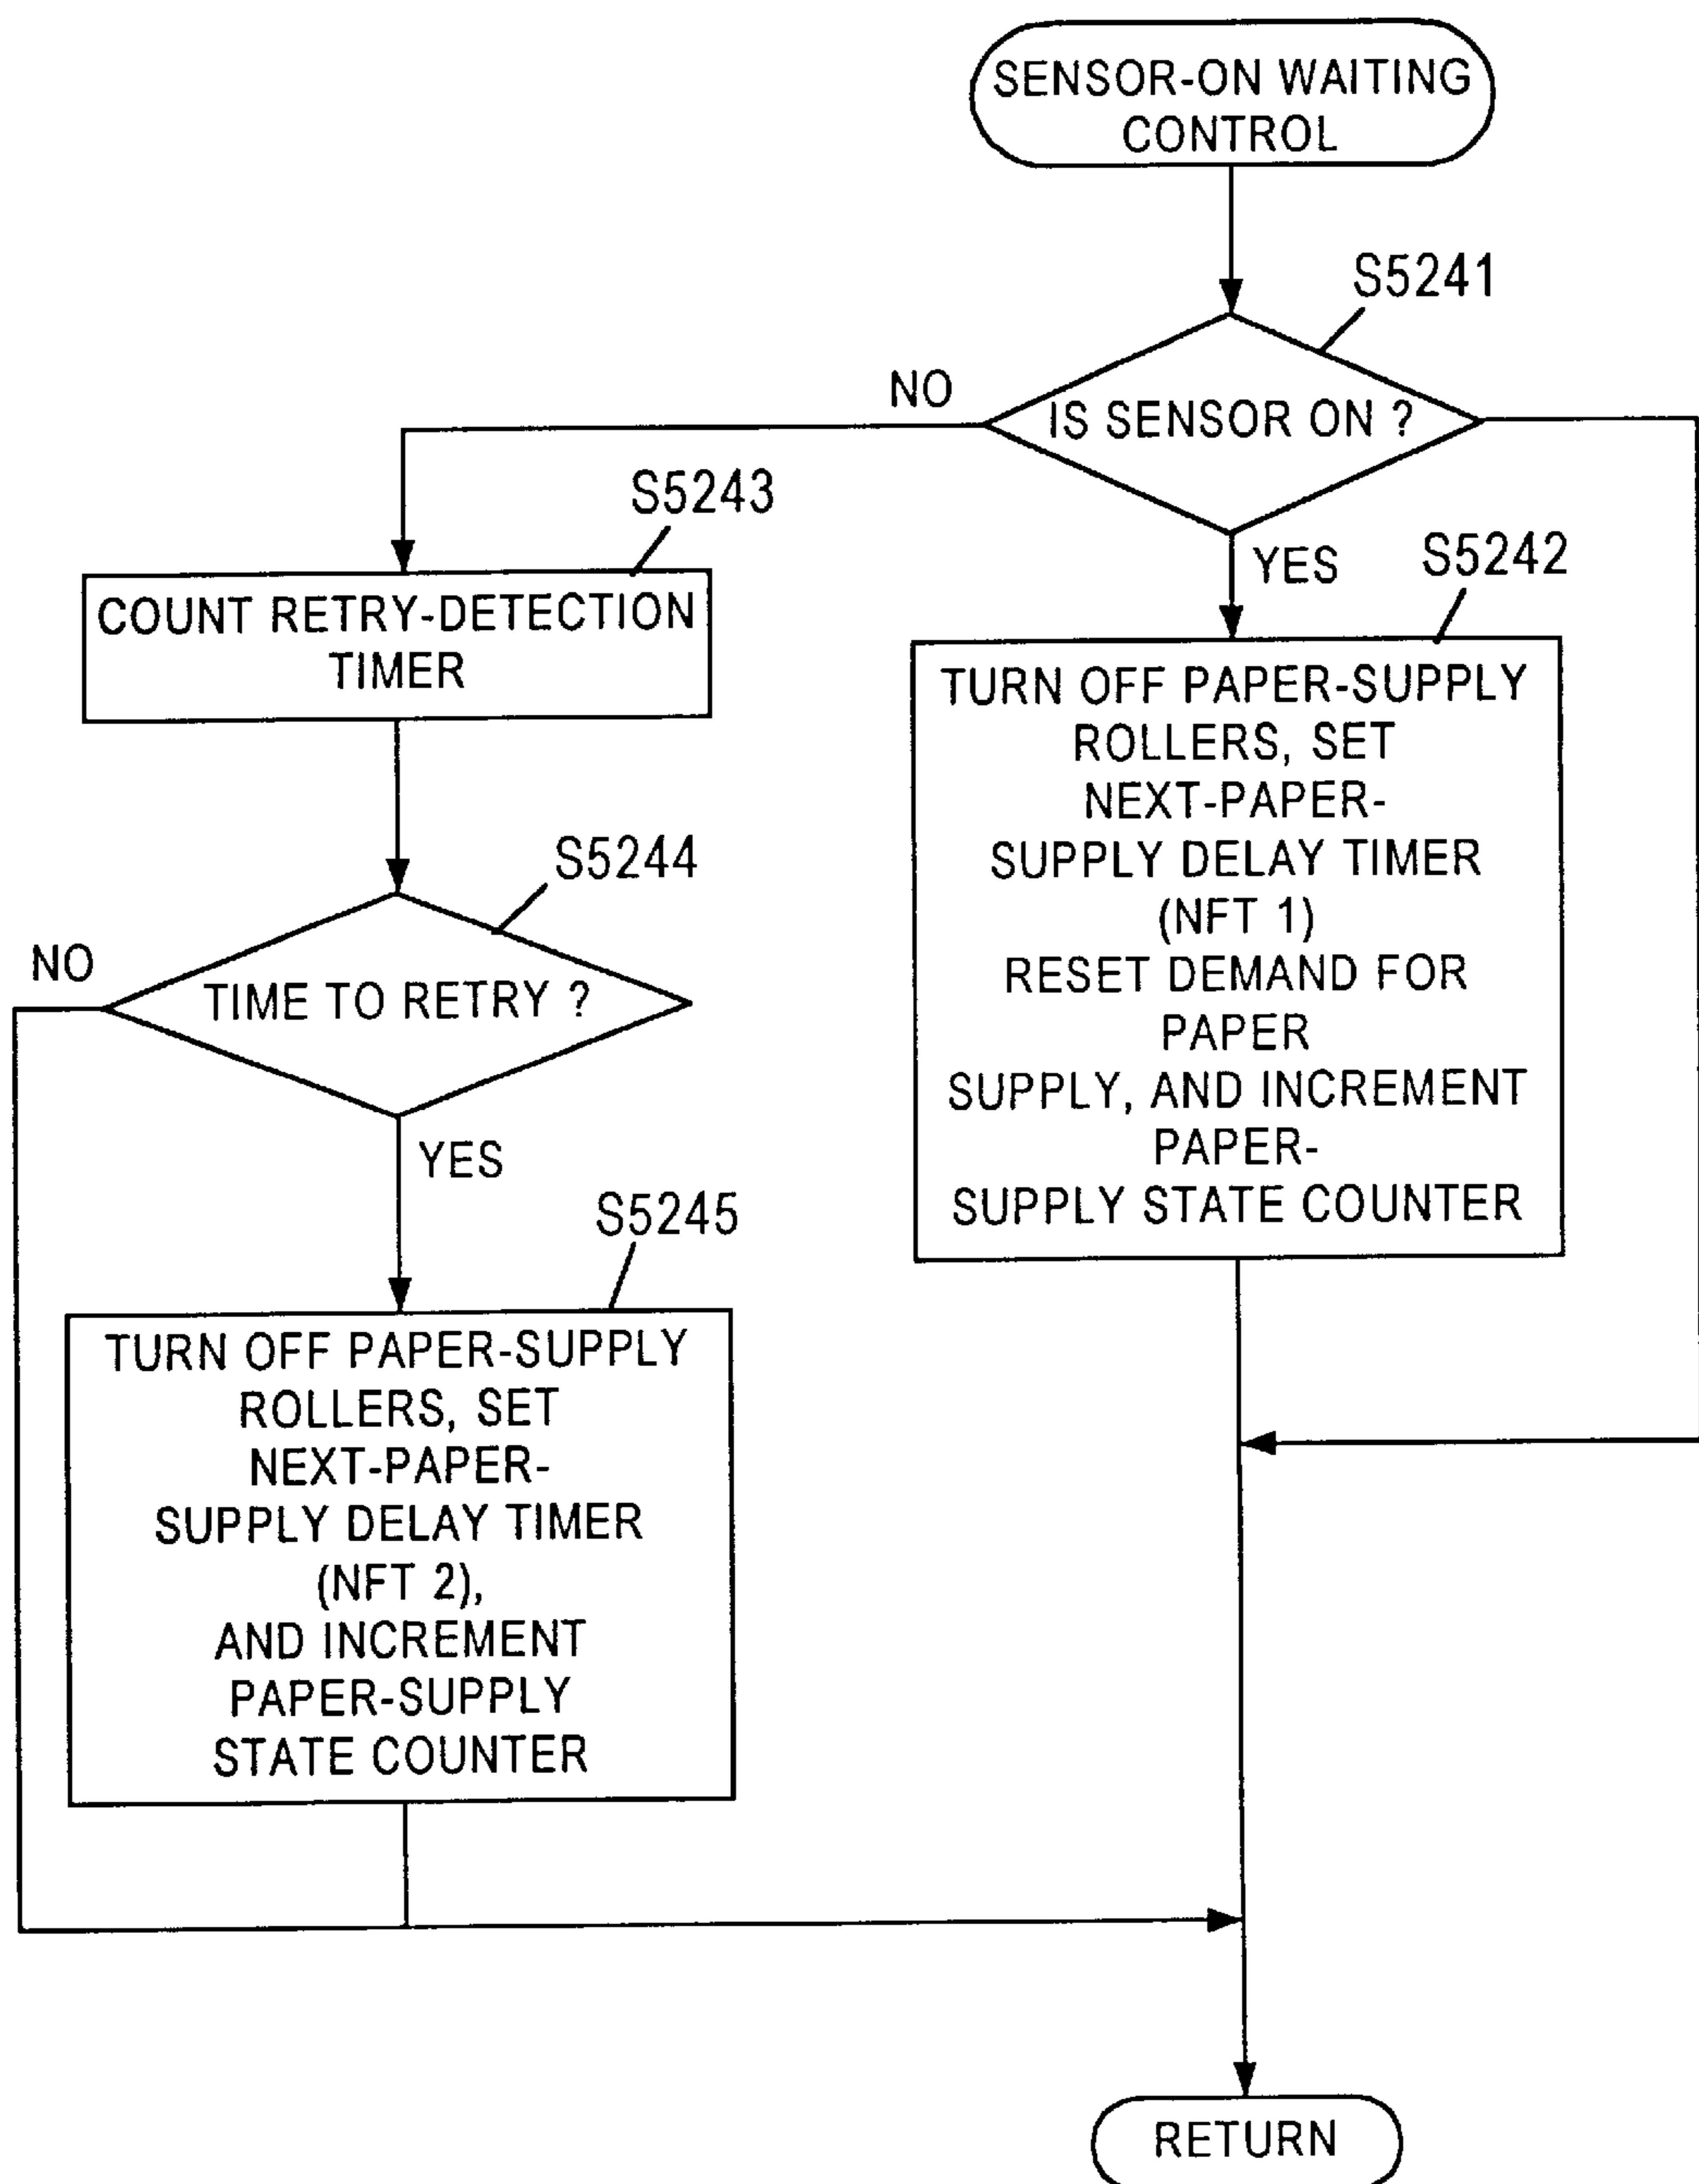 SENSOR-ON WAITING
CONTROL
S5241
IS SENSOR ON ?
NO
YES
S5243
COUNT RETRY-DETECTION
TIMER
S5242
TURN OFF PAPER-SUPPLY
ROLLERS, SET
NEXT-PAPER-
SUPPLY DELAY TIMER
(NFT 1)
RESET DEMAND FOR
PAPER
SUPPLY, AND INCREMENT
PAPER-
SUPPLY STATE COUNTER
S5244
TIME TO RETRY ?
NO
YES
S5245
TURN OFF PAPER-SUPPLY
ROLLERS, SET
NEXT-PAPER-
SUPPLY DELAY TIMER
(NFT 2),
AND INCREMENT
PAPER-SUPPLY
STATE COUNTER
RETURN